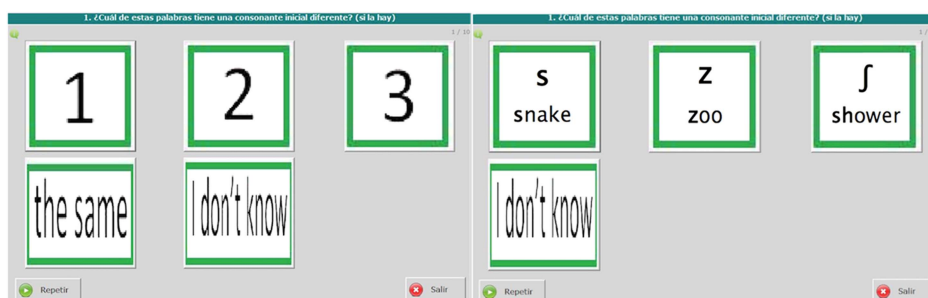 1. ¿Cuál de estas palabras tiene una consonante inicial diferente? (si la hay)
1 / 10
1
2
3
the same
I don't know
Repetir
Salir
1. ¿Cuál de estas palabras tiene una consonante inicial diferente? (si la hay)
1 /
s
snake
z
zoo
ʃ
shower
I don't know
Repetir
Salir